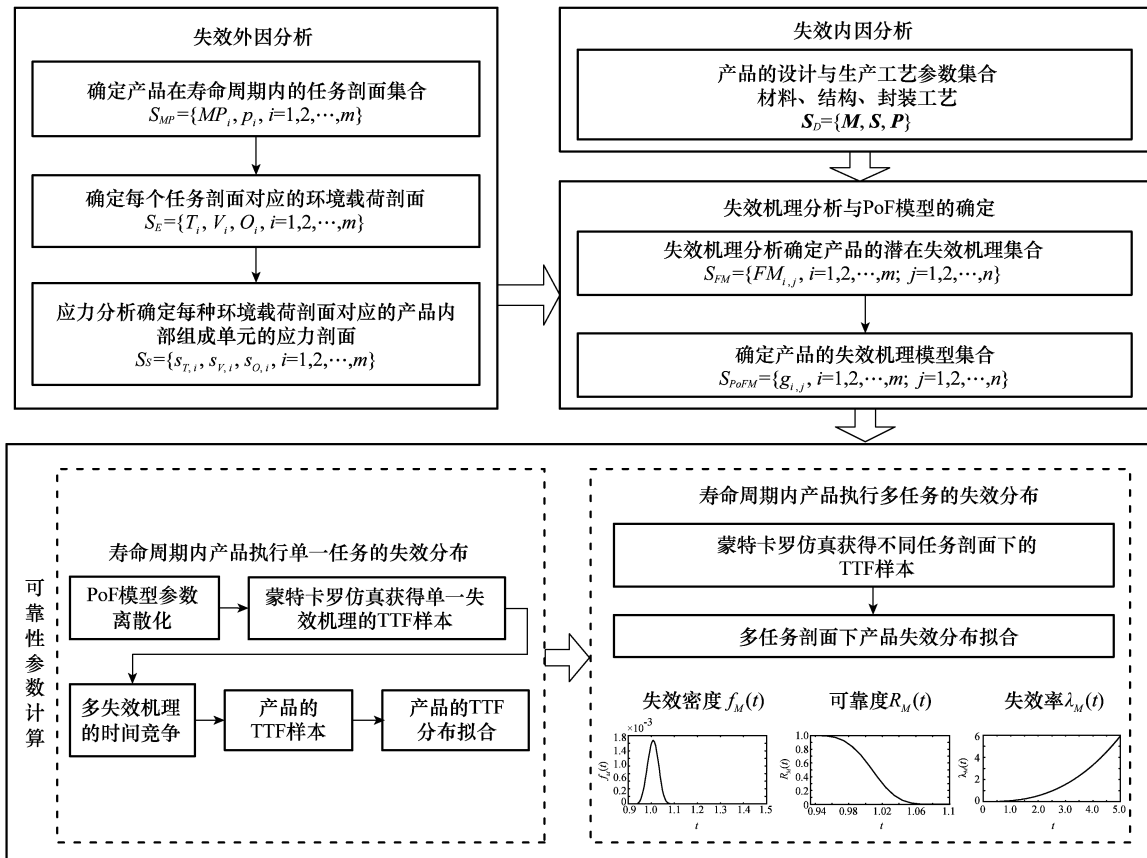 失效外因分析
确定产品在寿命周期内的任务剖面集合
S_{MP}={MP_i, p_i, i=1,2,⋯,m}
确定每个任务剖面对应的环境载荷剖面
S_E={T_i, V_i, O_i, i=1,2,⋯,m}
应力分析确定每种环境载荷剖面对应的产品内
部组成单元的应力剖面
S_S={s_{T,i}, s_{V,i}, s_{O,i}, i=1,2,⋯,m}
失效内因分析
产品的设计与生产工艺参数集合
材料、结构、封装工艺
S_D={M, S, P}
失效机理分析与PoF模型的确定
失效机理分析确定产品的潜在失效机理集合
S_{FM}={FM_{i,j}, i=1,2,⋯,m; j=1,2,⋯,n}
确定产品的失效机理模型集合
S_{PoFM}={g_{i,j}, i=1,2,⋯,m; j=1,2,⋯,n}
可靠性参数计算
寿命周期内产品执行单一任务的失效分布
PoF模型参数
离散化
蒙特卡罗仿真获得单一失
效机理的TTF样本
多失效机理
的时间竞争
产品的
TTF样本
产品的TTF
分布拟合
寿命周期内产品执行多任务的失效分布
蒙特卡罗仿真获得不同任务剖面下的
TTF样本
多任务剖面下产品失效分布拟合
失效密度 f_M(t)
×10^{-3}
1.8
1.6
1.2
0.8
0.4
0
f_M(t)
0.9 1.0 1.1 1.2 1.3 1.4 1.5
t
可靠度R_M(t)
1.0
0.8
0.6
0.4
0.2
0
R_M(t)
0.94 0.98 1.02 1.06 1.1
t
失效率λ_M(t)
6
4
2
0
λ_M(t)
0 1.0 2.0 3.0 4.0 5.0
t